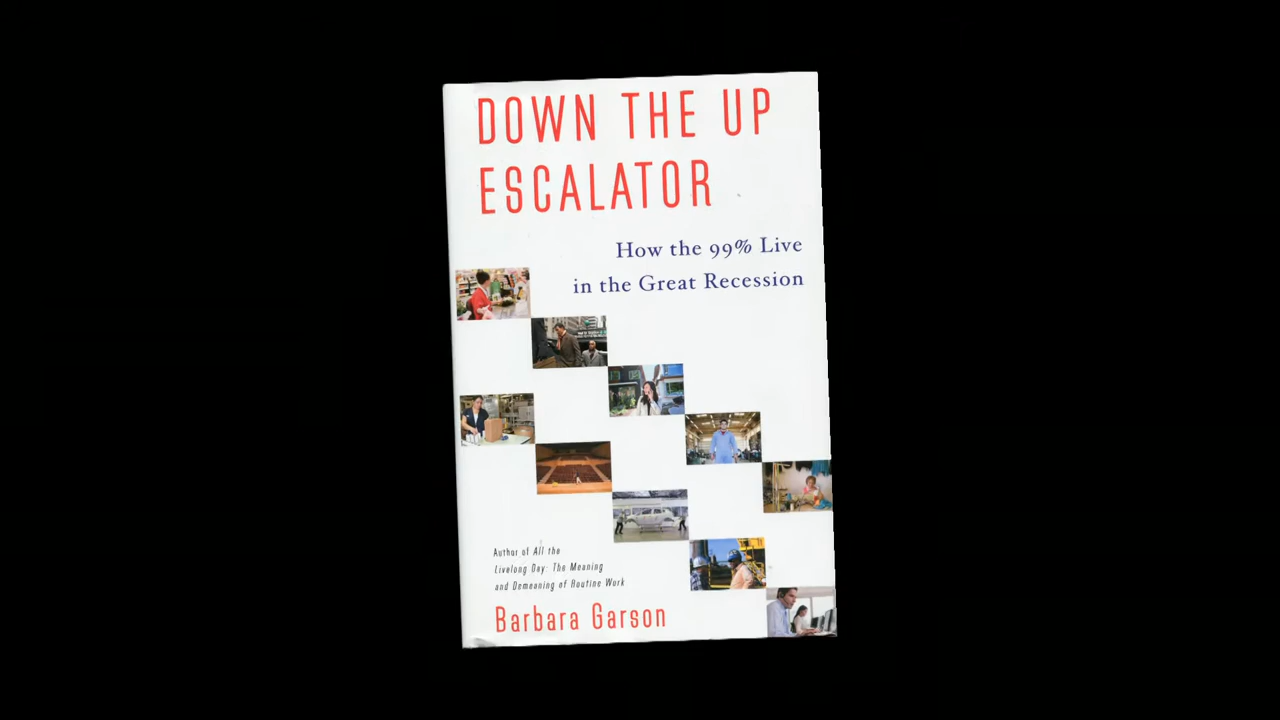 DOWN THE UP
ESCALATOR
How the 99% Live
in the Great Recession
Author of All the
Livelong Day: The Meaning
and Demeaning of Routine Work
Barbara Garson